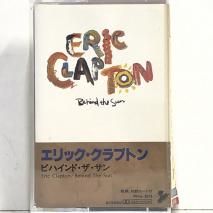 ERIC
CLAPTON
Behind the Sun
エリック・クラプトン
ビハインド・ザ・サン
Eric Clapton/Behind The Sun